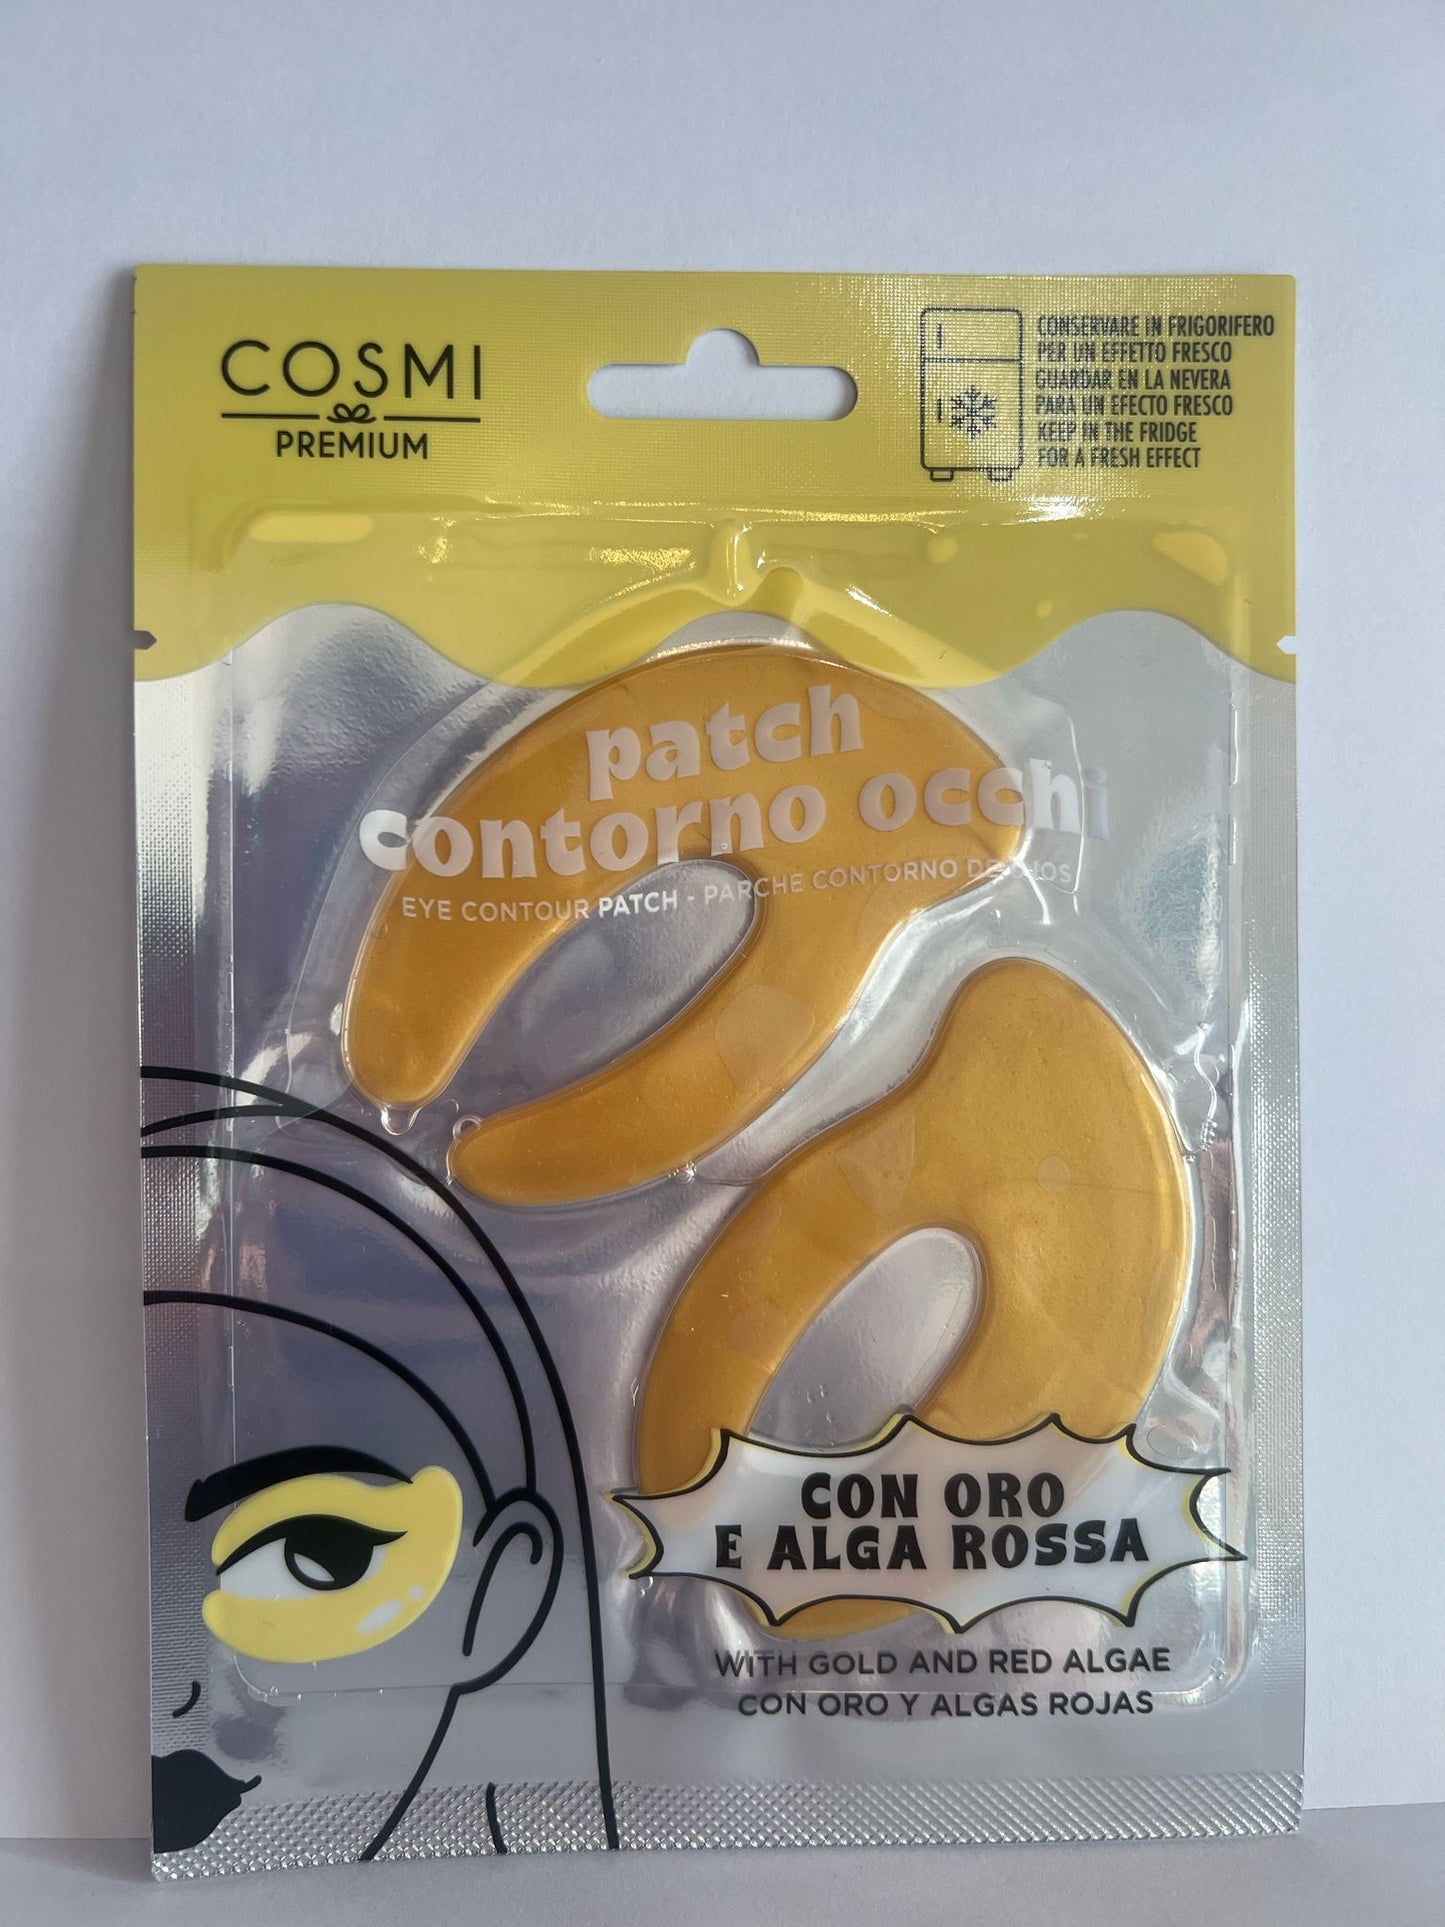 COSMI
PREMIUM
CONSERVARE IN FRIGORIFERO
PER UN EFFETTO FRESCO
GUARDAR EN LA NEVERA
PARA UN EFECTO FRESCO
KEEP IN THE FRIDGE
FOR A FRESH EFFECT
patch
contorno occhi
EYE CONTOUR PATCH - PARCHE CONTORNO DE
CON ORO
E ALGA ROSSA
WITH GOLD AND RED ALGAE
CON ORO Y ALGAS ROJAS